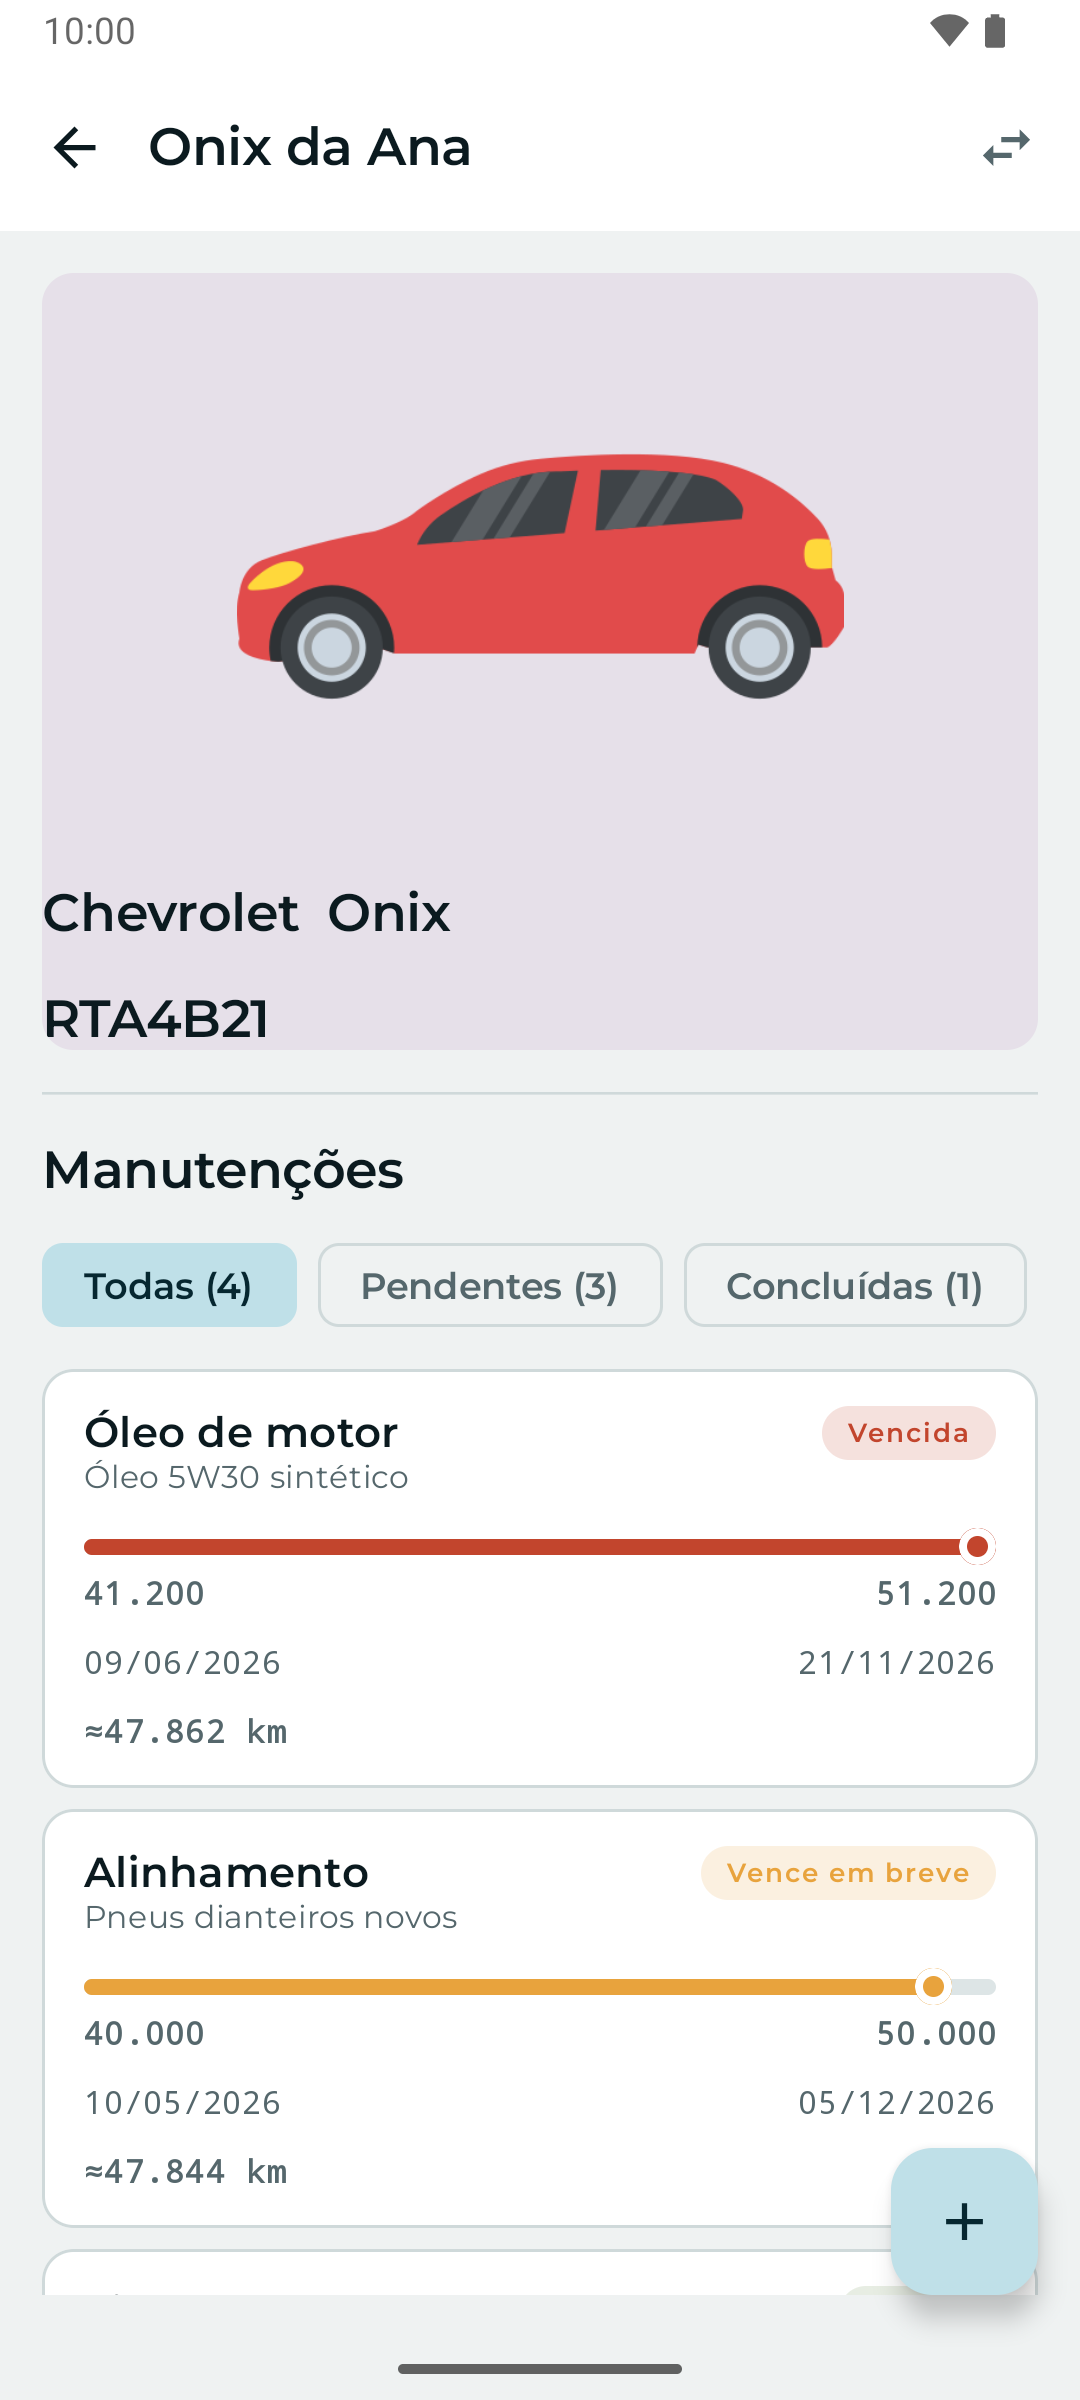 10:00
Onix da Ana
Chevrolet Onix
RTA4B21
Manutenções
Todas (4)
Pendentes (3)
Concluídas (1)
Óleo de motor
Vencida
Óleo 5W30 sintético
41.200
51.200
09/06/2026
21/11/2026
≈47.862 km
Alinhamento
Vence em breve
Pneus dianteiros novos
40.000
50.000
10/05/2026
05/12/2026
≈47.844 km